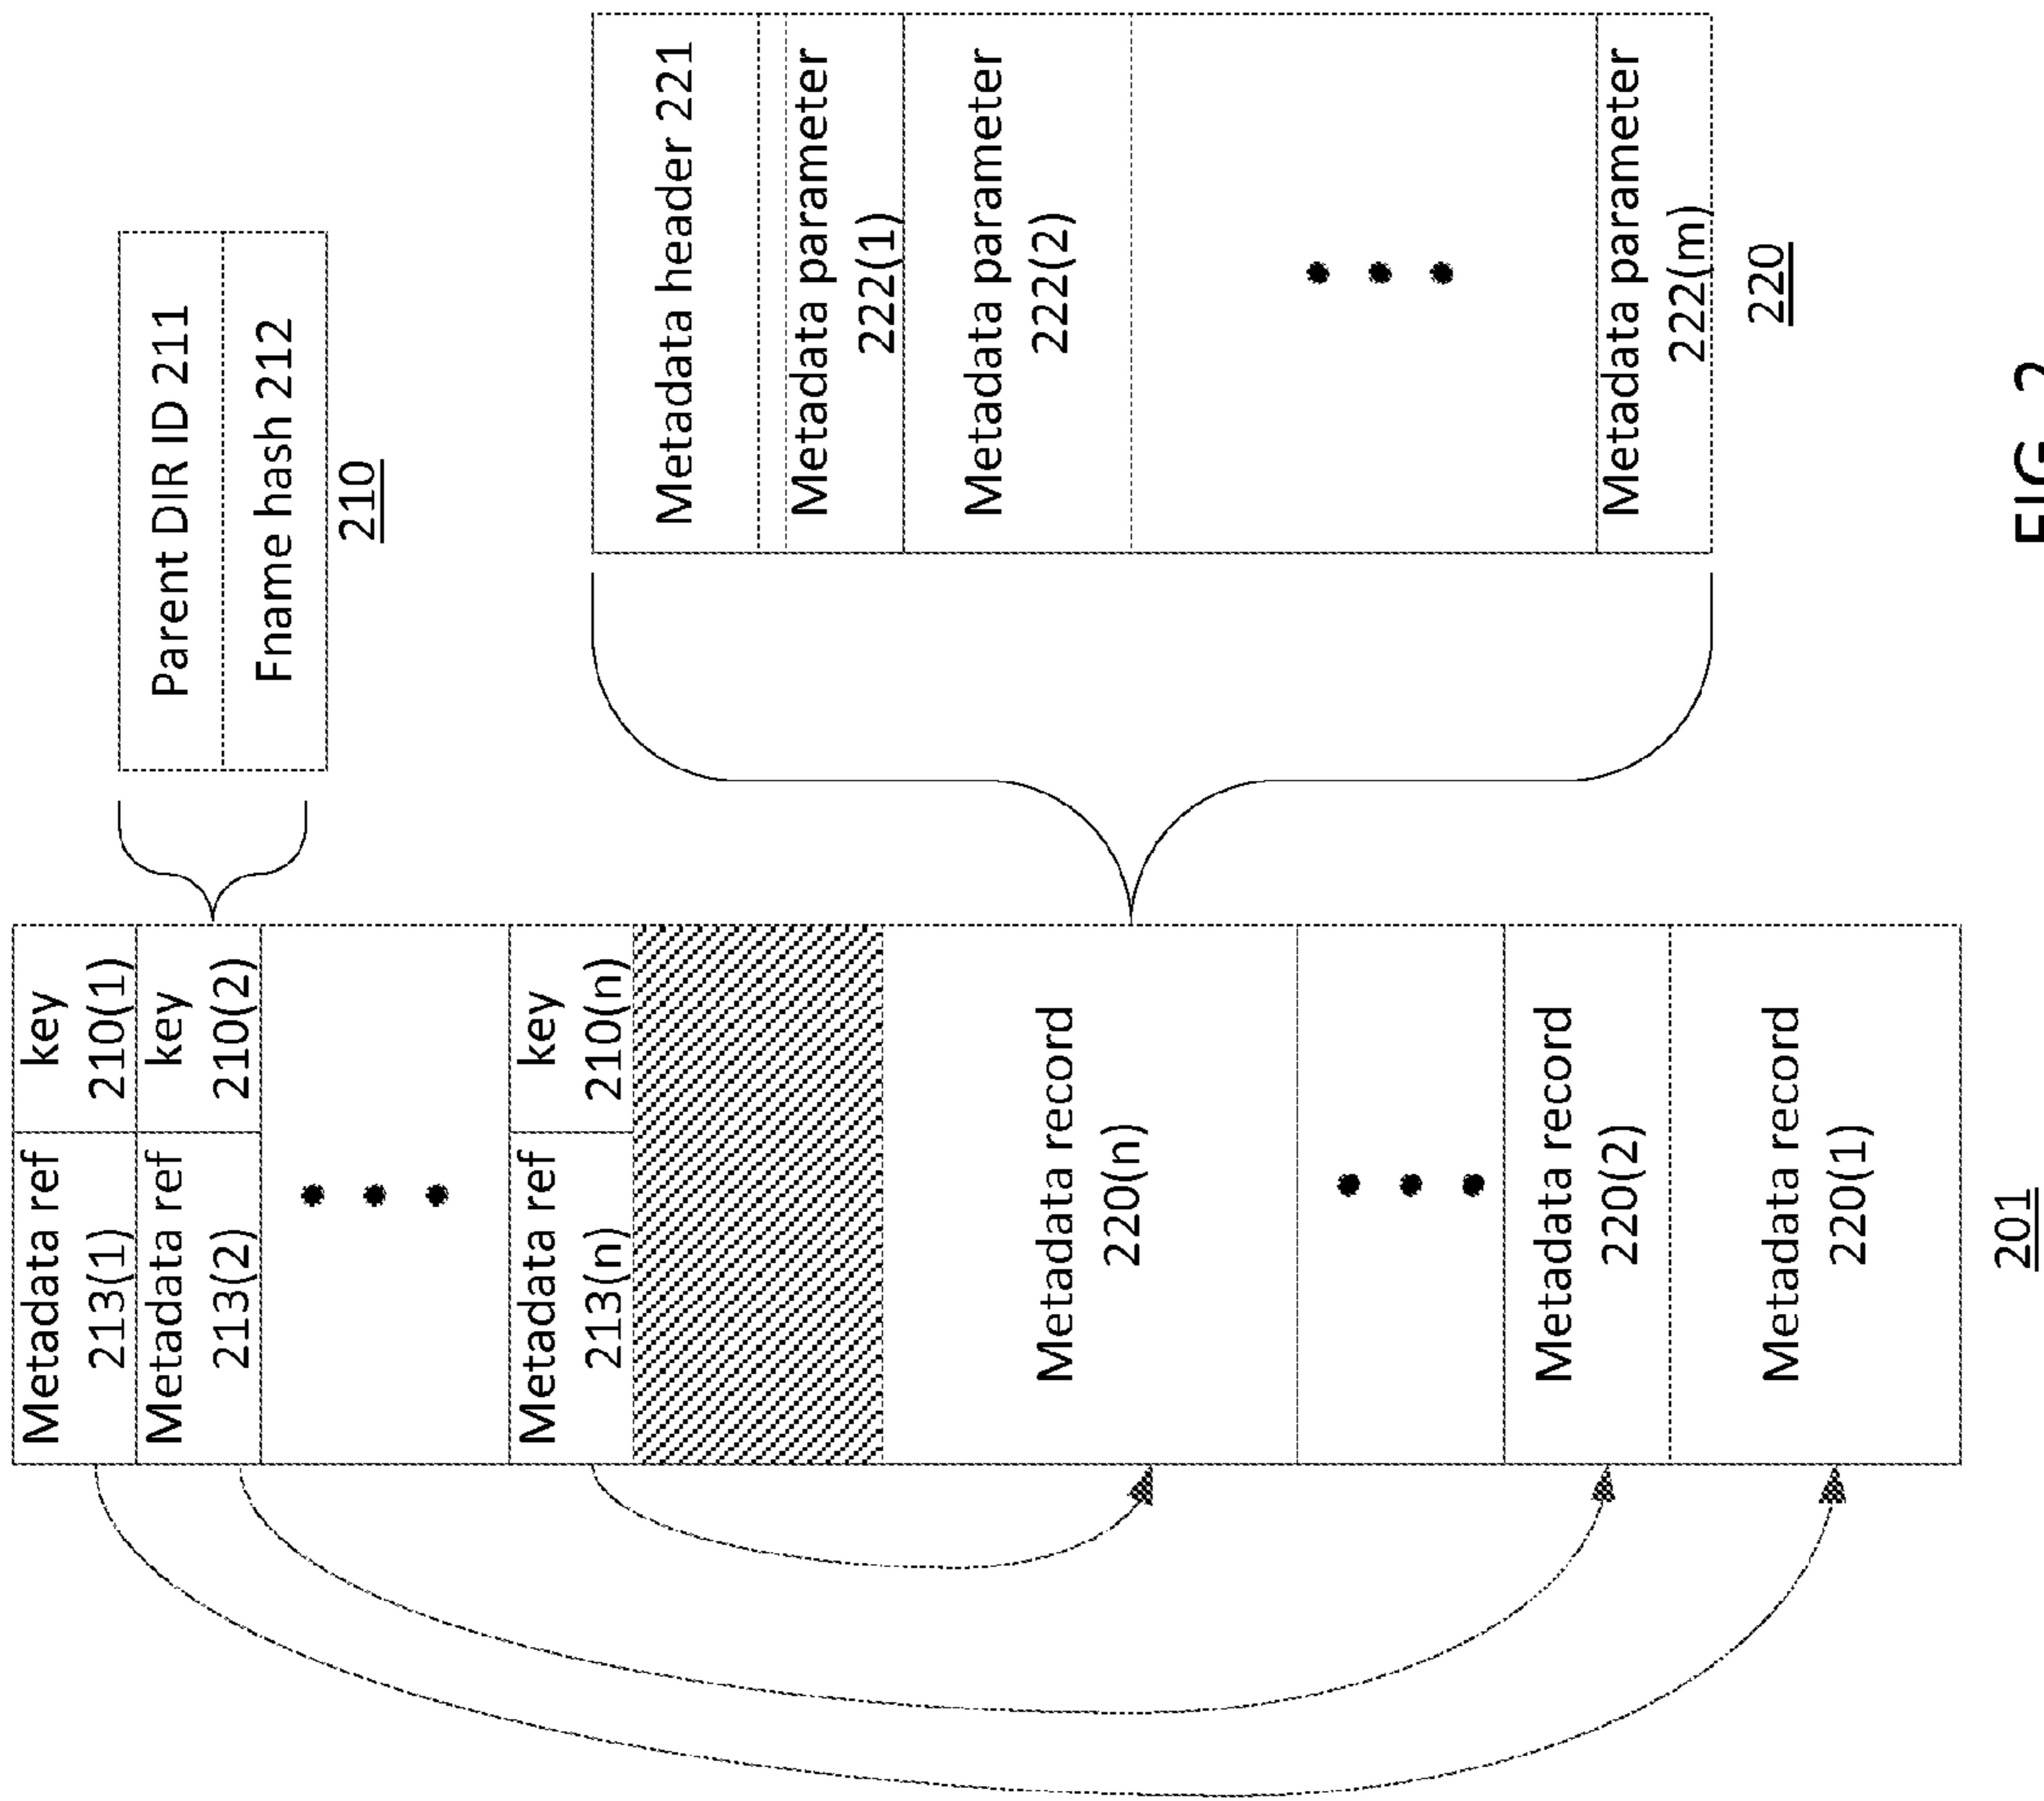 Metadata ref key
213(1) 210(1)
Metadata ref key
213(2) 210(2)
Metadata ref key
213(n) 210(n)
Metadata record
220(n)
Metadata record
220(2)
Metadata record
220(1)
201
Parent DIR ID 211
Fname hash 212
210
Metadata header 221
Metadata parameter
222(1)
Metadata parameter
222(2)
Metadata parameter
222(m)
220
FIG. 2